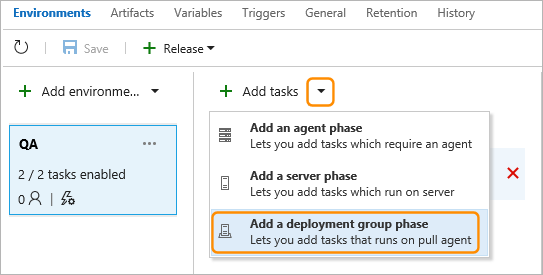 Environments Artifacts Variables Triggers General Retention History
Save Release
Add environme... Add tasks
Add an agent phase
Lets you add tasks which require an agent
QA ...
Add a server phase
Lets you add tasks which run on server
2 / 2 tasks enabled
0
Add a deployment group phase
Lets you add tasks that runs on pull agent